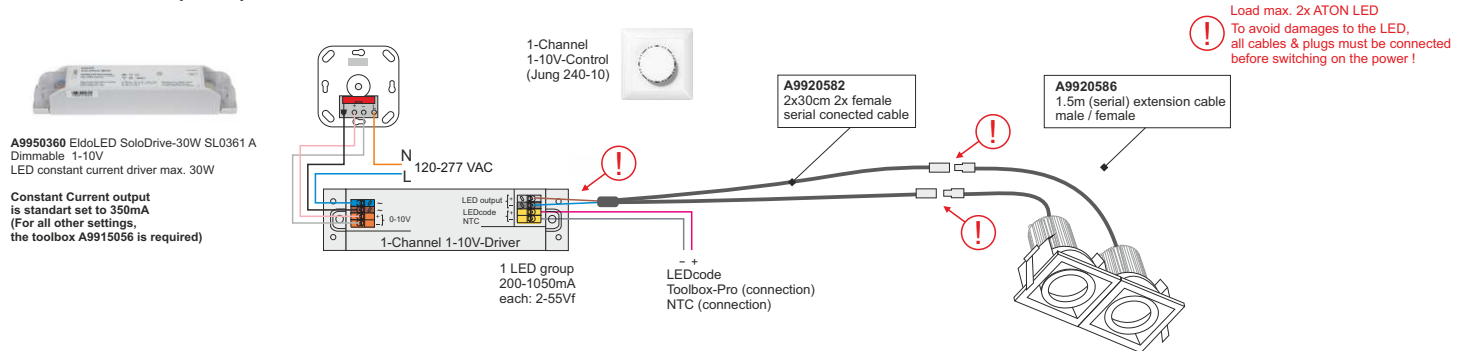 Load max. 2x ATON LED
To avoid damages to the LED,
all cables & plugs must be connected
before switching on the power !
!
1-Channel
1-10V-Control
(Jung 240-10)
A9920582
2x30cm 2x female
serial conected cable
A9920586
1.5m (serial) extension cable
male / female
A9950360 EldoLED SoloDrive-30W SL0361 A
Dimmable 1-10V
LED constant current driver max. 30W
Constant Current output
is standart set to 350mA
(For all other settings,
the toolbox A9915056 is required)
N
120-277 VAC
L
!
!
!
LED output
LEDcode
NTC
0-10V
1-Channel 1-10V-Driver
1 LED group
200-1050mA
each: 2-55Vf
− +
LEDcode
Toolbox-Pro (connection)
NTC (connection)